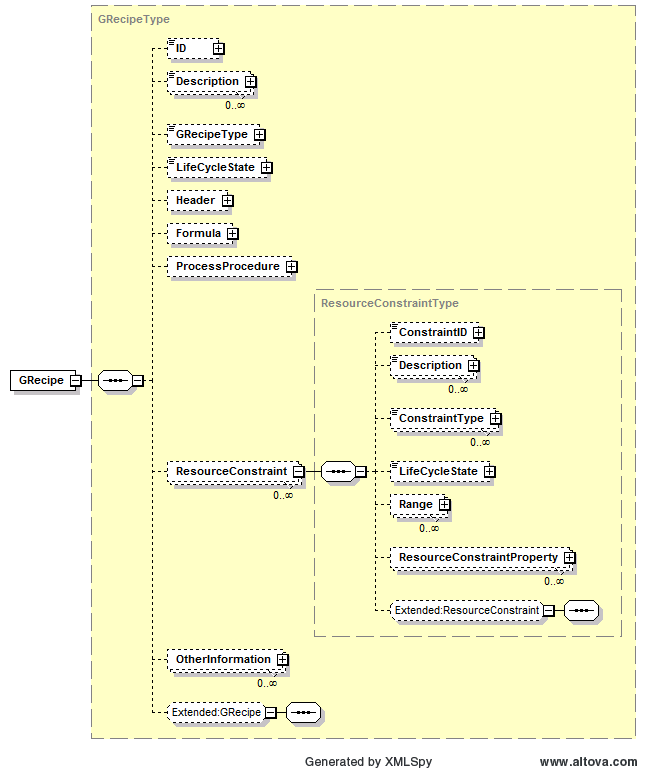 GRecipeType
ID
Description
0..∞
GRecipeType
LifeCycleState
Header
Formula
ProcessProcedure
ResourceConstraintType
ConstraintID
Description
0..∞
GRecipe
ConstraintType
0..∞
ResourceConstraint
0..∞
LifeCycleState
Range
0..∞
ResourceConstraintProperty
0..∞
Extended:ResourceConstraint
OtherInformation
0..∞
Extended:GRecipe
Generated by XMLSpy
www.altova.com